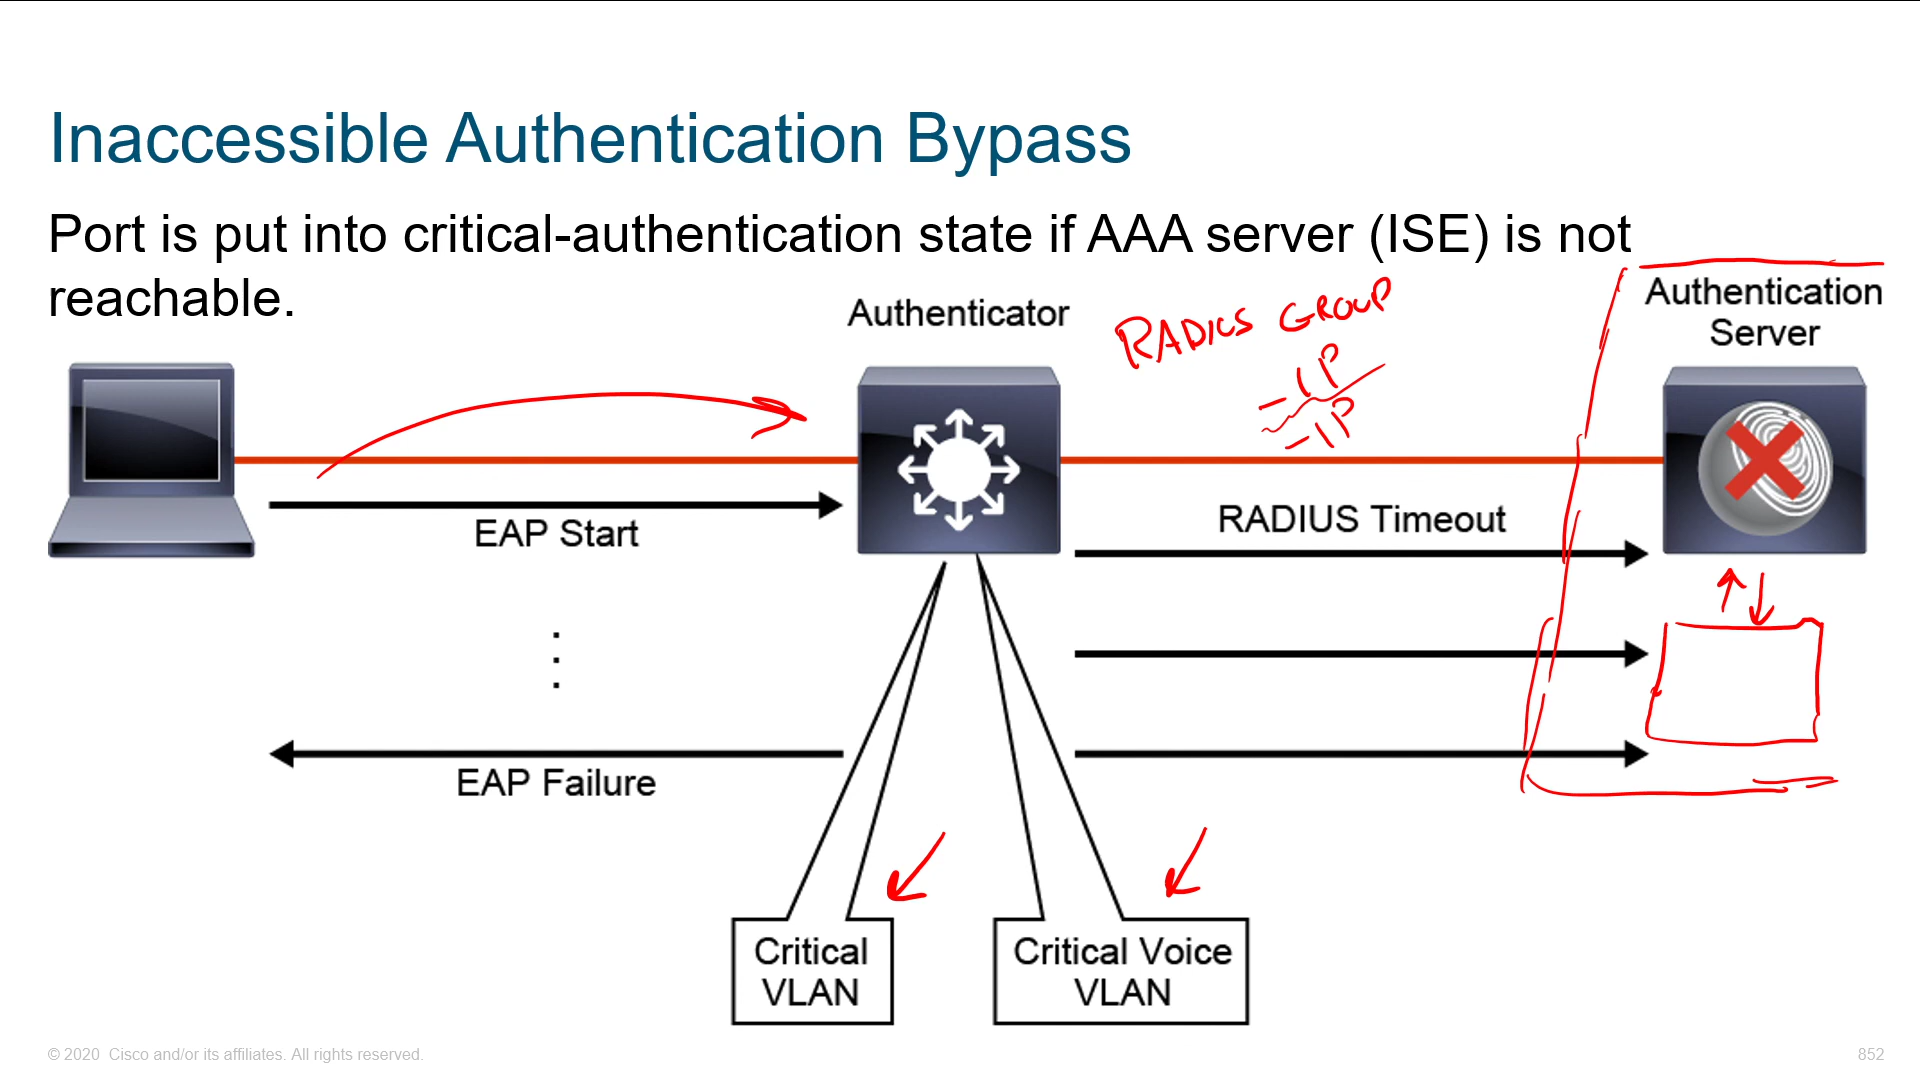 Inaccessible Authentication Bypass
Port is put into critical-authentication state if AAA server (ISE) is not
reachable.
Authenticator
RADIUS GROUP
- IP
- IP
Authentication
Server
EAP Start
RADIUS Timeout
EAP Failure
Critical
VLAN
Critical Voice
VLAN
© 2020 Cisco and/or its affiliates. All rights reserved.
852